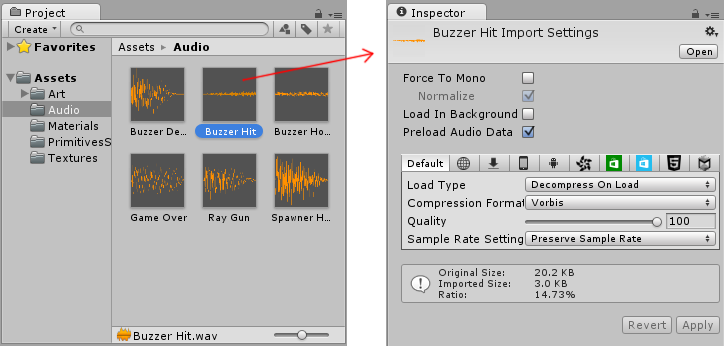 Project
Create
Favorites
Assets
Art
Audio
Materials
PrimitivesS
Textures
Assets Audio
Buzzer De... Buzzer Hit Buzzer Ho...
Game Over Ray Gun Spawner H...
Buzzer Hit.wav
Inspector
Buzzer Hit Import Settings
Open
Force To Mono
Normalize
Load In Background
Preload Audio Data
Default
Load Type Decompress On Load
Compression Format Vorbis
Quality 100
Sample Rate Setting Preserve Sample Rate
Original Size: 20.2 KB
Imported Size: 3.0 KB
Ratio: 14.73%
Revert Apply